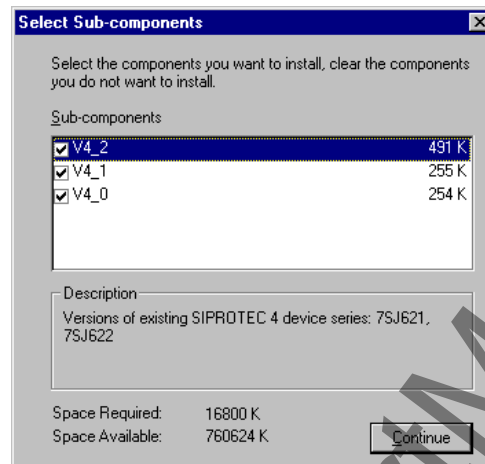 Select Sub-components
Select the components you want to install, clear the components
you do not want to install.
Sub-components
V4_2 491 K
V4_1 255 K
V4_0 254 K
Description
Versions of existing SIPROTEC 4 device series: 7SJ621,
7SJ622
Space Required: 16800 K
Space Available: 760624 K
Continue